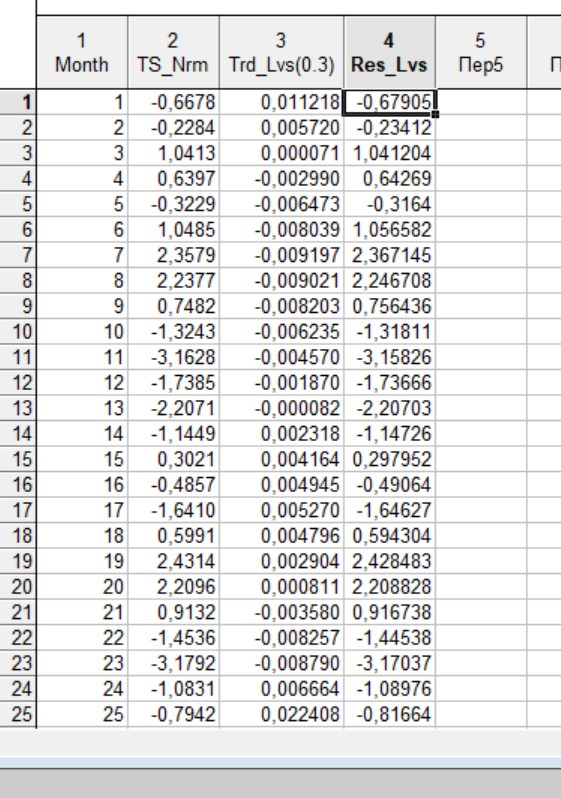 1 2 3 4 5
Month TS_Nrm Trd_Lvs(0.3) Res_Lvs Пер5 П
1 1 -0,6678 0,011218 -0,67905
2 2 -0,2284 0,005720 -0,23412
3 3 1,0413 0,000071 1,041204
4 4 0,6397 -0,002990 0,64269
5 5 -0,3229 -0,006473 -0,3164
6 6 1,0485 -0,008039 1,056582
7 7 2,3579 -0,009197 2,367145
8 8 2,2377 -0,009021 2,246708
9 9 0,7482 -0,008203 0,756436
10 10 -1,3243 -0,006235 -1,31811
11 11 -3,1628 -0,004570 -3,15826
12 12 -1,7385 -0,001870 -1,73666
13 13 -2,2071 -0,000082 -2,20703
14 14 -1,1449 0,002318 -1,14726
15 15 0,3021 0,004164 0,297952
16 16 -0,4857 0,004945 -0,49064
17 17 -1,6410 0,005270 -1,64627
18 18 0,5991 0,004796 0,594304
19 19 2,4314 0,002904 2,428483
20 20 2,2096 0,000811 2,208828
21 21 0,9132 -0,003580 0,916738
22 22 -1,4536 -0,008257 -1,44538
23 23 -3,1792 -0,008790 -3,17037
24 24 -1,0831 0,006664 -1,08976
25 25 -0,7942 0,022408 -0,81664